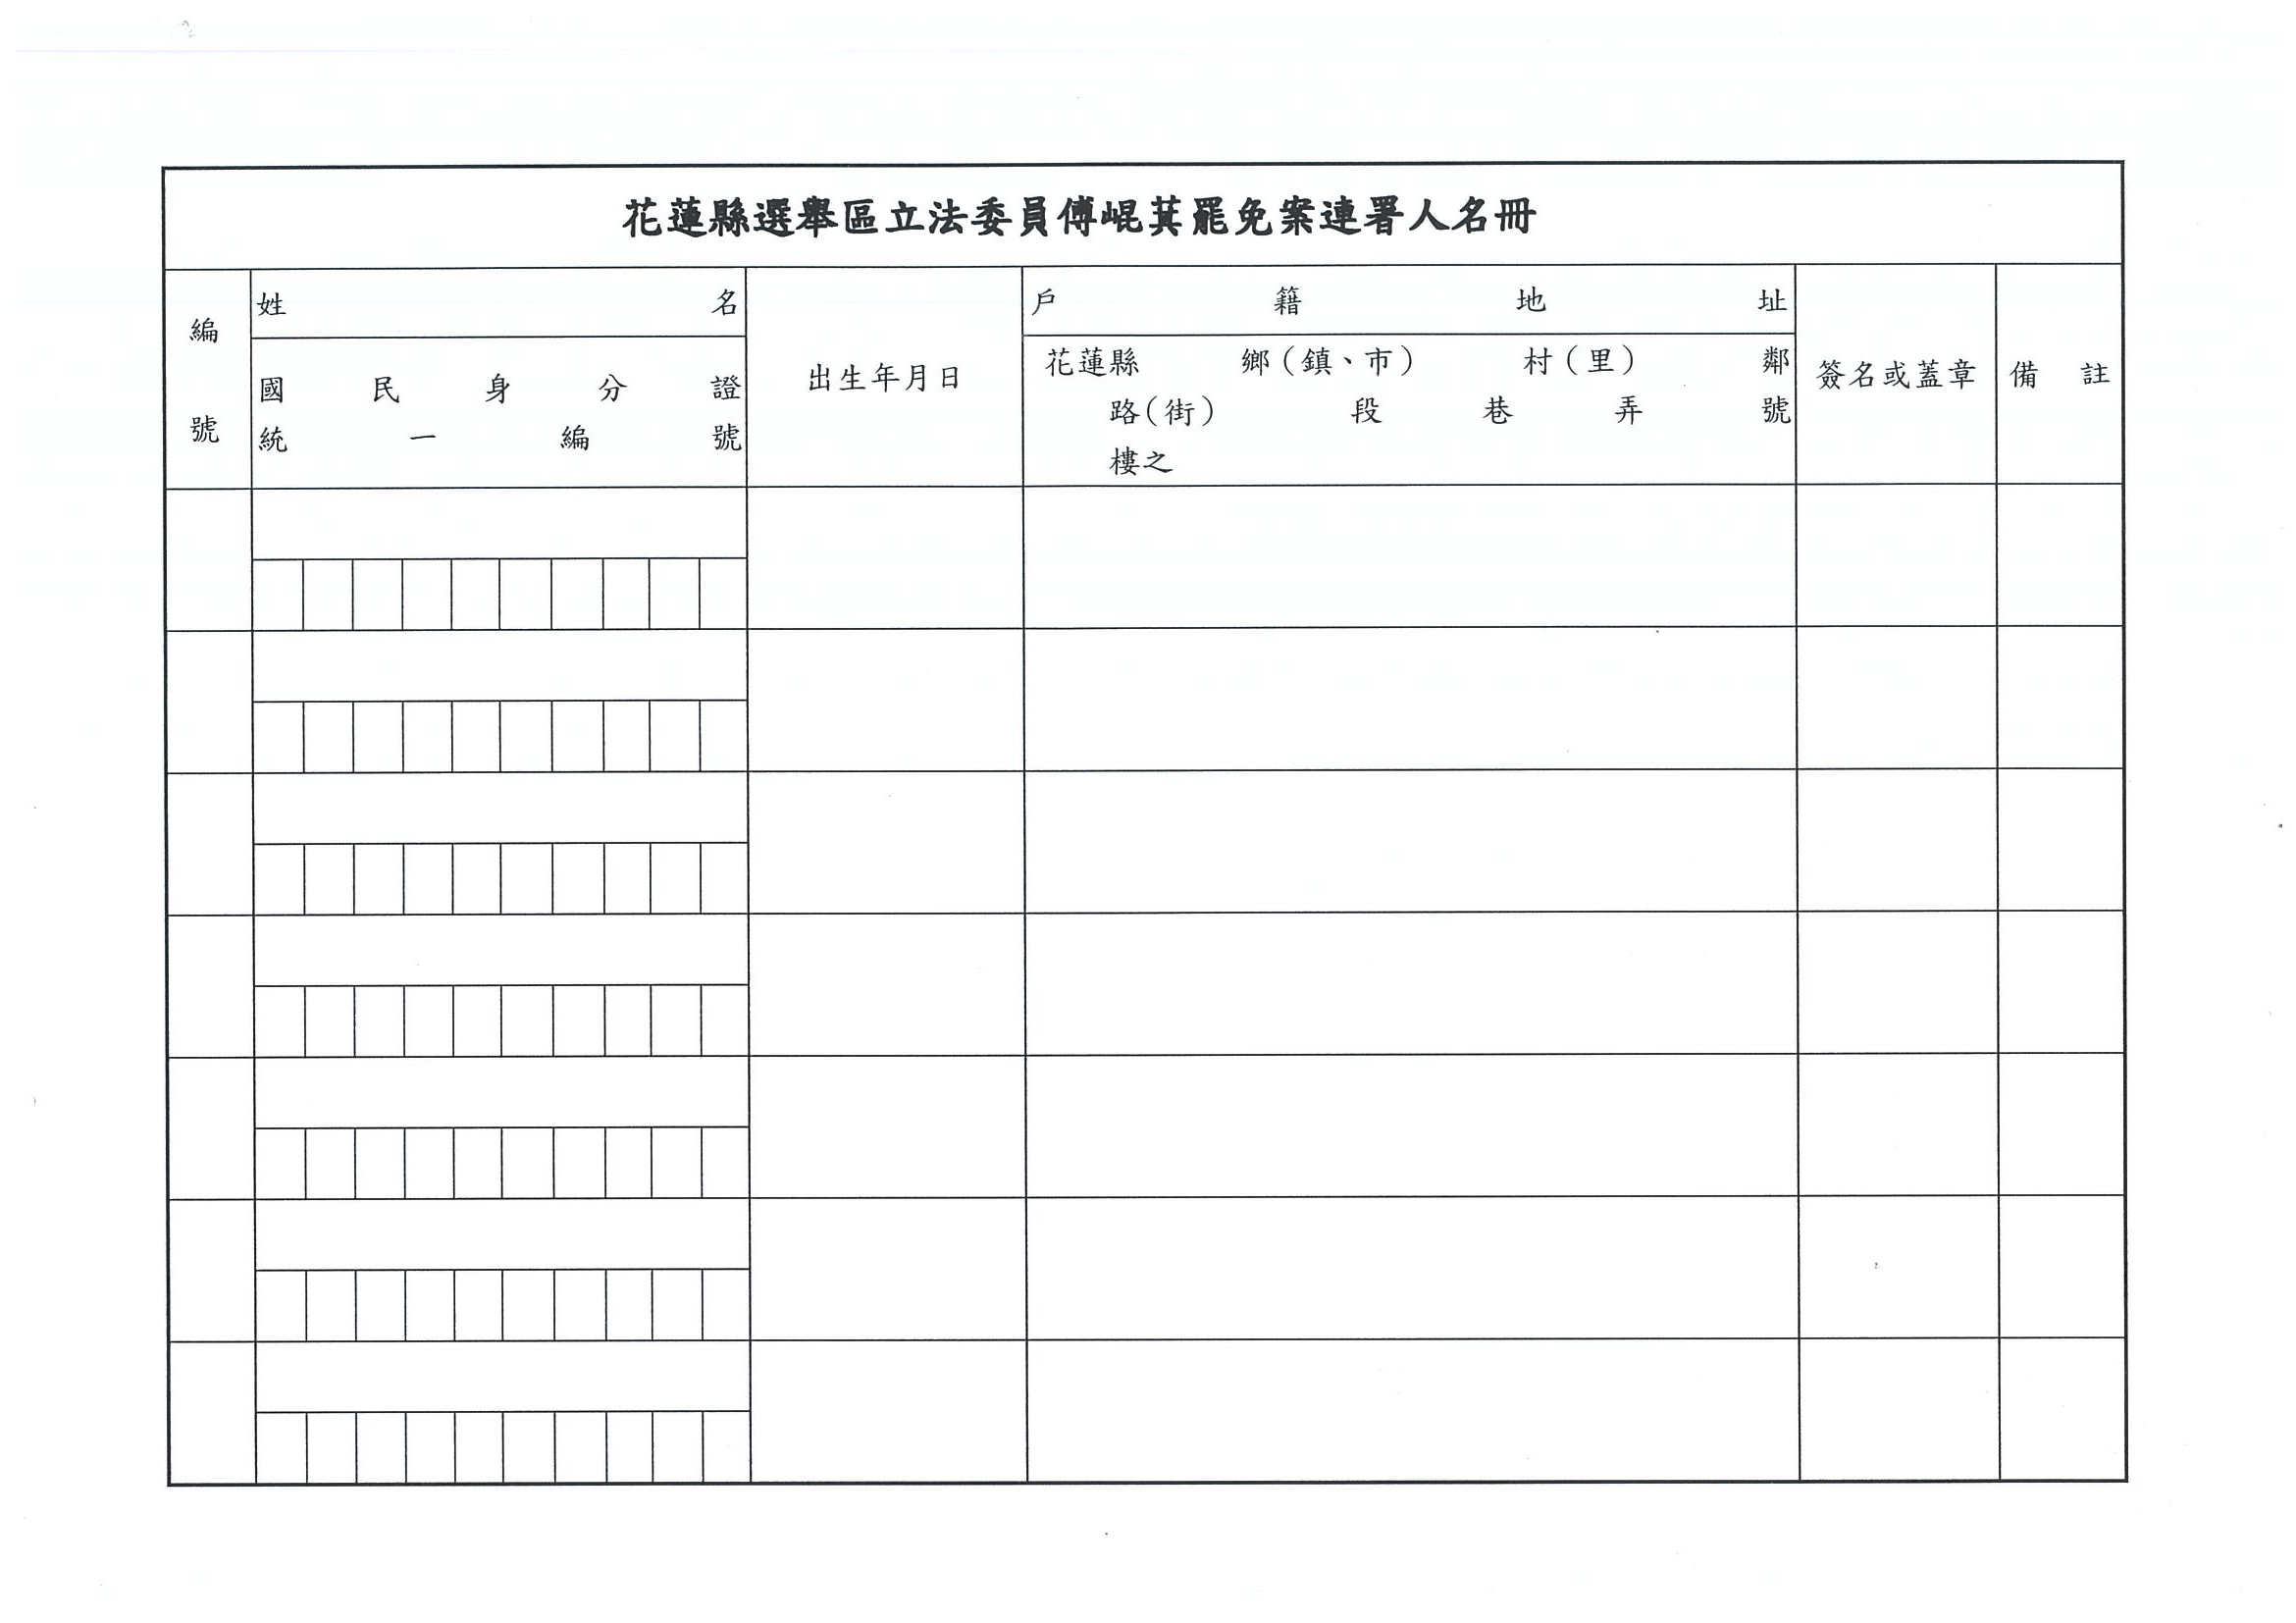 花蓮縣選舉區立法委員傅崐萁罷免案連署人名冊
編號
姓名
國民身分證
統一編號
出生年月日
戶籍地址
花蓮縣 鄉(鎮、市) 村(里) 鄰
路(街) 段 巷 弄 號
樓之
簽名或蓋章
備註